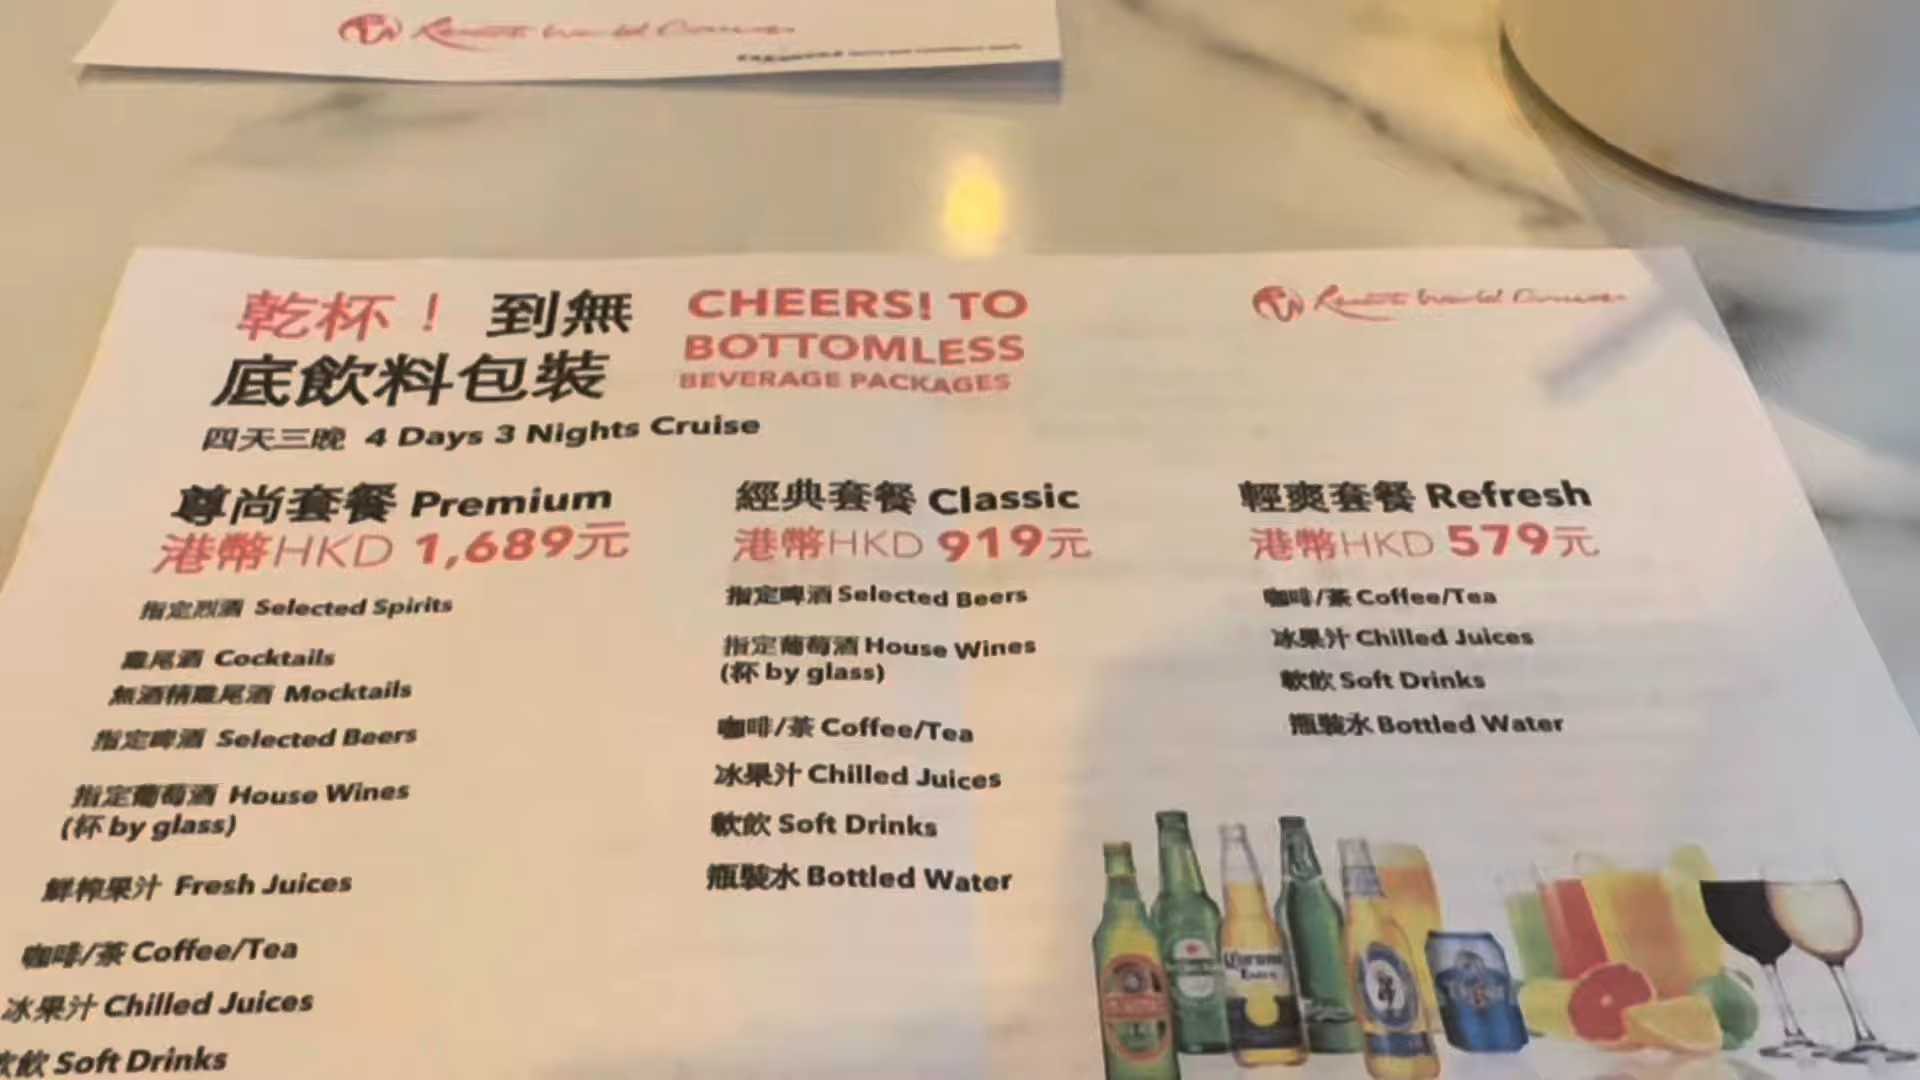 Resorts World Cruises
乾杯！ 到無
底飲料包裝
CHEERS! TO
BOTTOMLESS
BEVERAGE PACKAGES
Resorts World Cruises
四天三晚 4 Days 3 Nights Cruise
尊尚套餐 Premium
港幣HKD 1,689元
指定烈酒 Selected Spirits
雞尾酒 Cocktails
無酒精雞尾酒 Mocktails
指定啤酒 Selected Beers
指定葡萄酒 House Wines
(杯 by glass)
鮮榨果汁 Fresh Juices
咖啡/茶 Coffee/Tea
冰果汁 Chilled Juices
軟飲 Soft Drinks
經典套餐 Classic
港幣HKD 919元
指定啤酒 Selected Beers
指定葡萄酒 House Wines
(杯 by glass)
咖啡/茶 Coffee/Tea
冰果汁 Chilled Juices
軟飲 Soft Drinks
瓶裝水 Bottled Water
輕爽套餐 Refresh
港幣HKD 579元
咖啡/茶 Coffee/Tea
冰果汁 Chilled Juices
軟飲 Soft Drinks
瓶裝水 Bottled Water
Corona
Extra